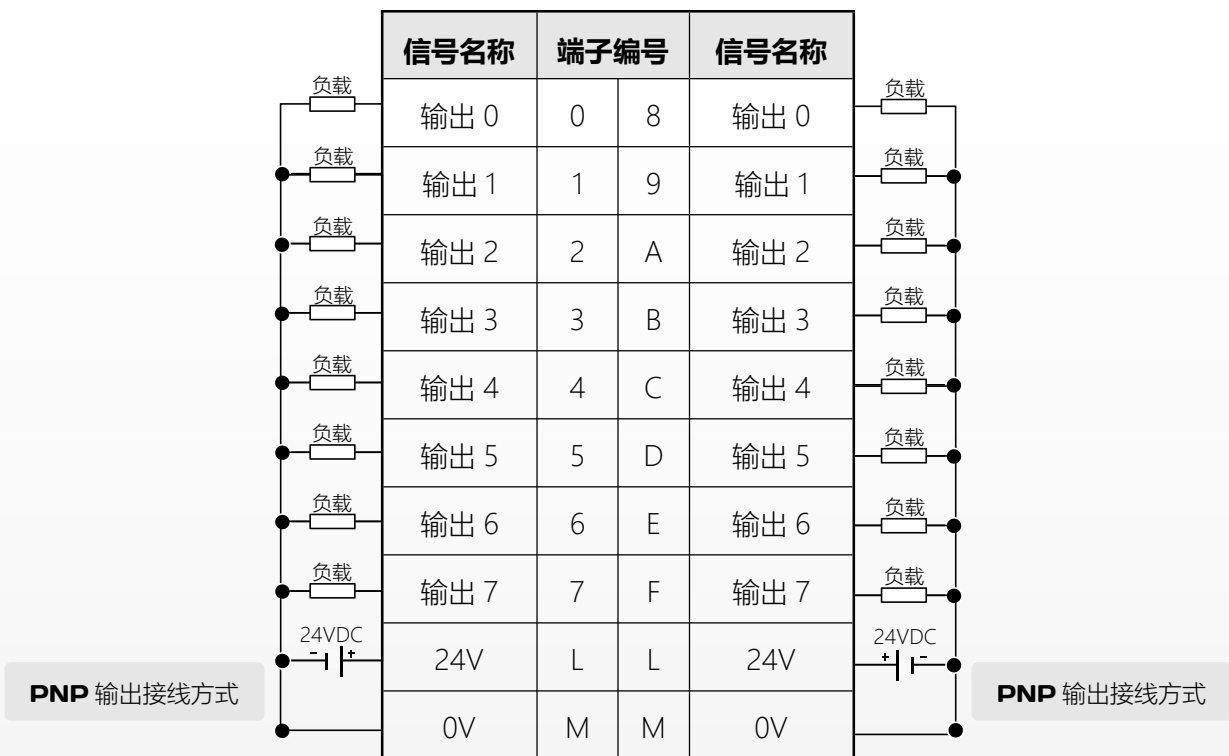 信号名称 端子编号 信号名称
负载 输出 0 0 8 输出 0 负载
负载 输出 1 1 9 输出 1 负载
负载 输出 2 2 A 输出 2 负载
负载 输出 3 3 B 输出 3 负载
负载 输出 4 4 C 输出 4 负载
负载 输出 5 5 D 输出 5 负载
负载 输出 6 6 E 输出 6 负载
负载 输出 7 7 F 输出 7 负载
24VDC 24VDC
- + 24V L L 24V + -
PNP 输出接线方式 PNP 输出接线方式
0V M M 0V